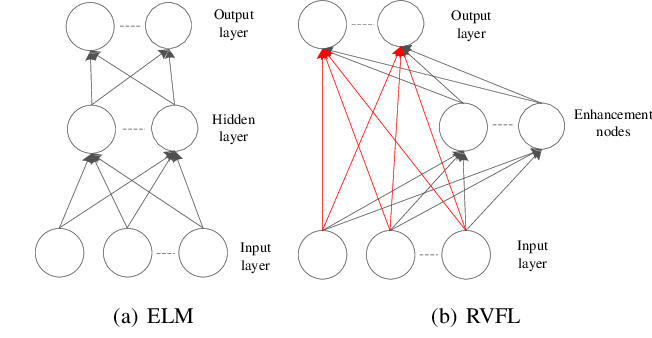 Output
layer
Hidden
layer
Input
layer
(a) ELM
Output
layer
Enhancement
nodes
Input
layer
(b) RVFL